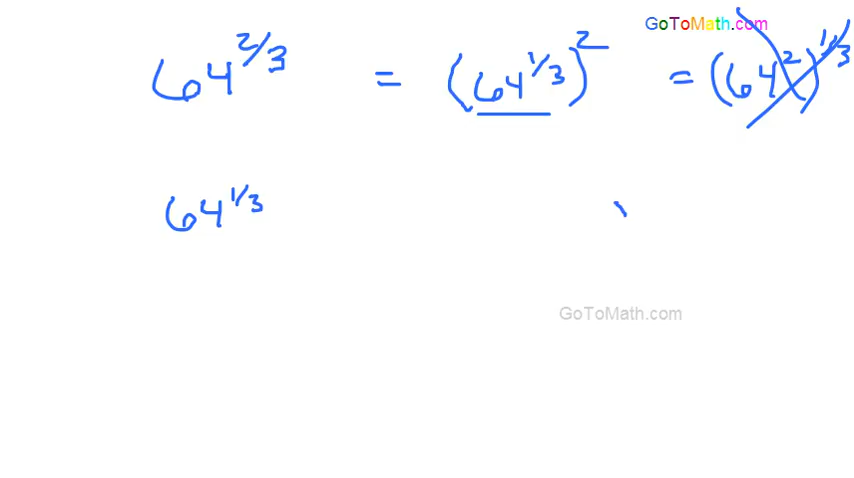 GoToMath.com
64^2/3 = (64^1/3)^2 = (64^2)^1/3
64^1/3
GoToMath.com